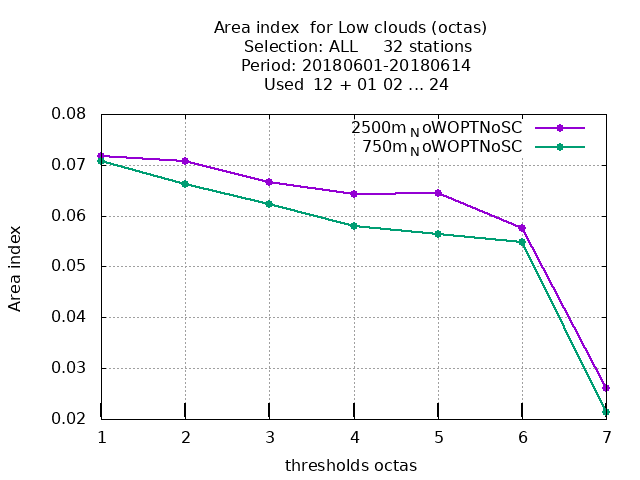 Area index  for Low clouds (octas)
Selection: ALL     32 stations
Period: 20180601-20180614
Used  12 + 01 02 ... 24
2500m_NoWOPTNoSC
750m_NoWOPTNoSC
0.08
0.07
0.06
0.05
0.04
0.03
0.02
Area index
1 2 3 4 5 6 7
thresholds octas